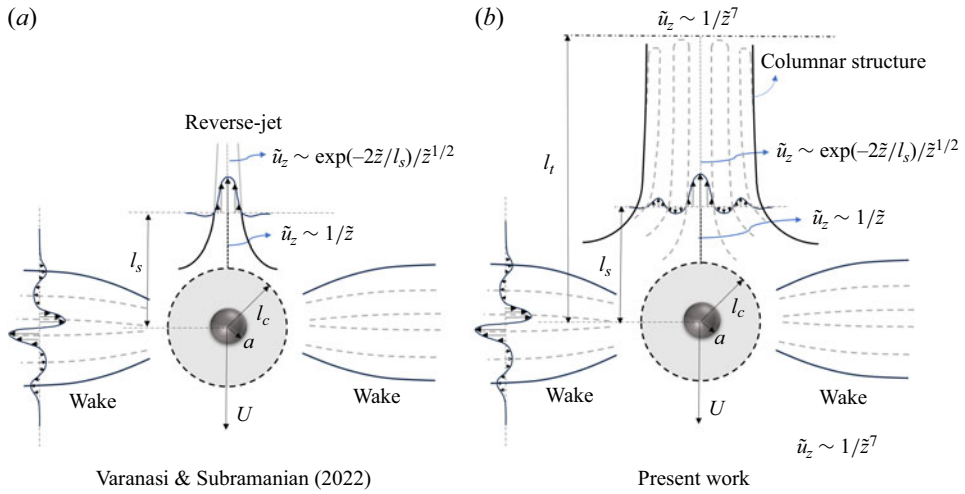 (a)
Reverse-jet
ũ_z ∼ exp(–2z̃/l_s)/z̃^{1/2}
ũ_z ∼ 1/z̃
l_s
l_c
a
U
Wake
Wake
Varanasi & Subramanian (2022)
(b)
ũ_z ∼ 1/z̃^7
Columnar structure
ũ_z ∼ exp(–2z̃/l_s)/z̃^{1/2}
l_t
ũ_z ∼ 1/z̃
l_s
l_c
a
U
Wake
Wake
ũ_z ∼ 1/z̃^7
Present work